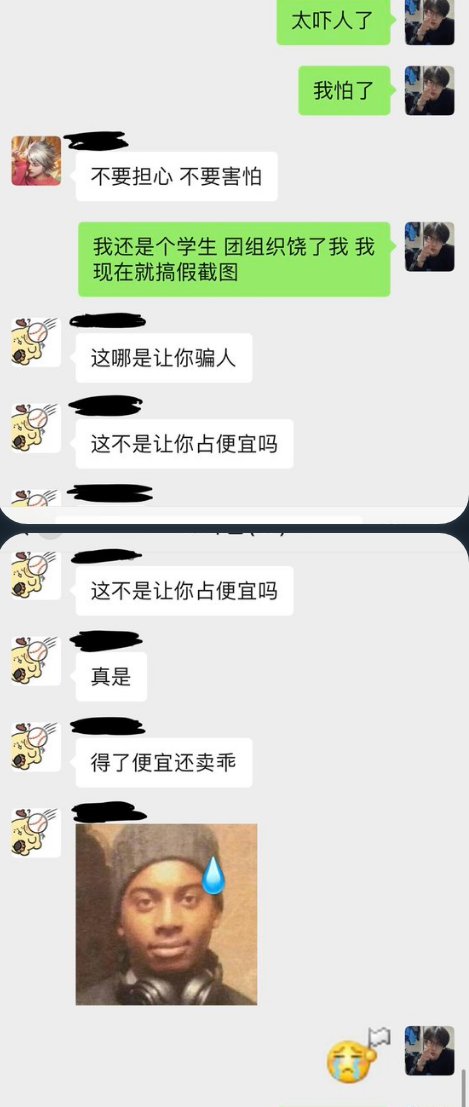 太吓人了
我怕了
不要担心 不要害怕
我还是个学生 团组织饶了我 我
现在就搞假截图
这哪是让你骗人
这不是让你占便宜吗
这不是让你占便宜吗
真是
得了便宜还卖乖